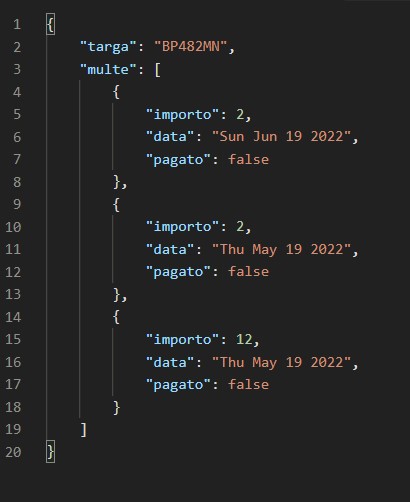 1 {
2     "targa": "BP482MN",
3     "multe": [
4         {
5             "importo": 2,
6             "data": "Sun Jun 19 2022",
7             "pagato": false
8         },
9         {
10             "importo": 2,
11             "data": "Thu May 19 2022",
12             "pagato": false
13         },
14         {
15             "importo": 12,
16             "data": "Thu May 19 2022",
17             "pagato": false
18         }
19     ]
20 }